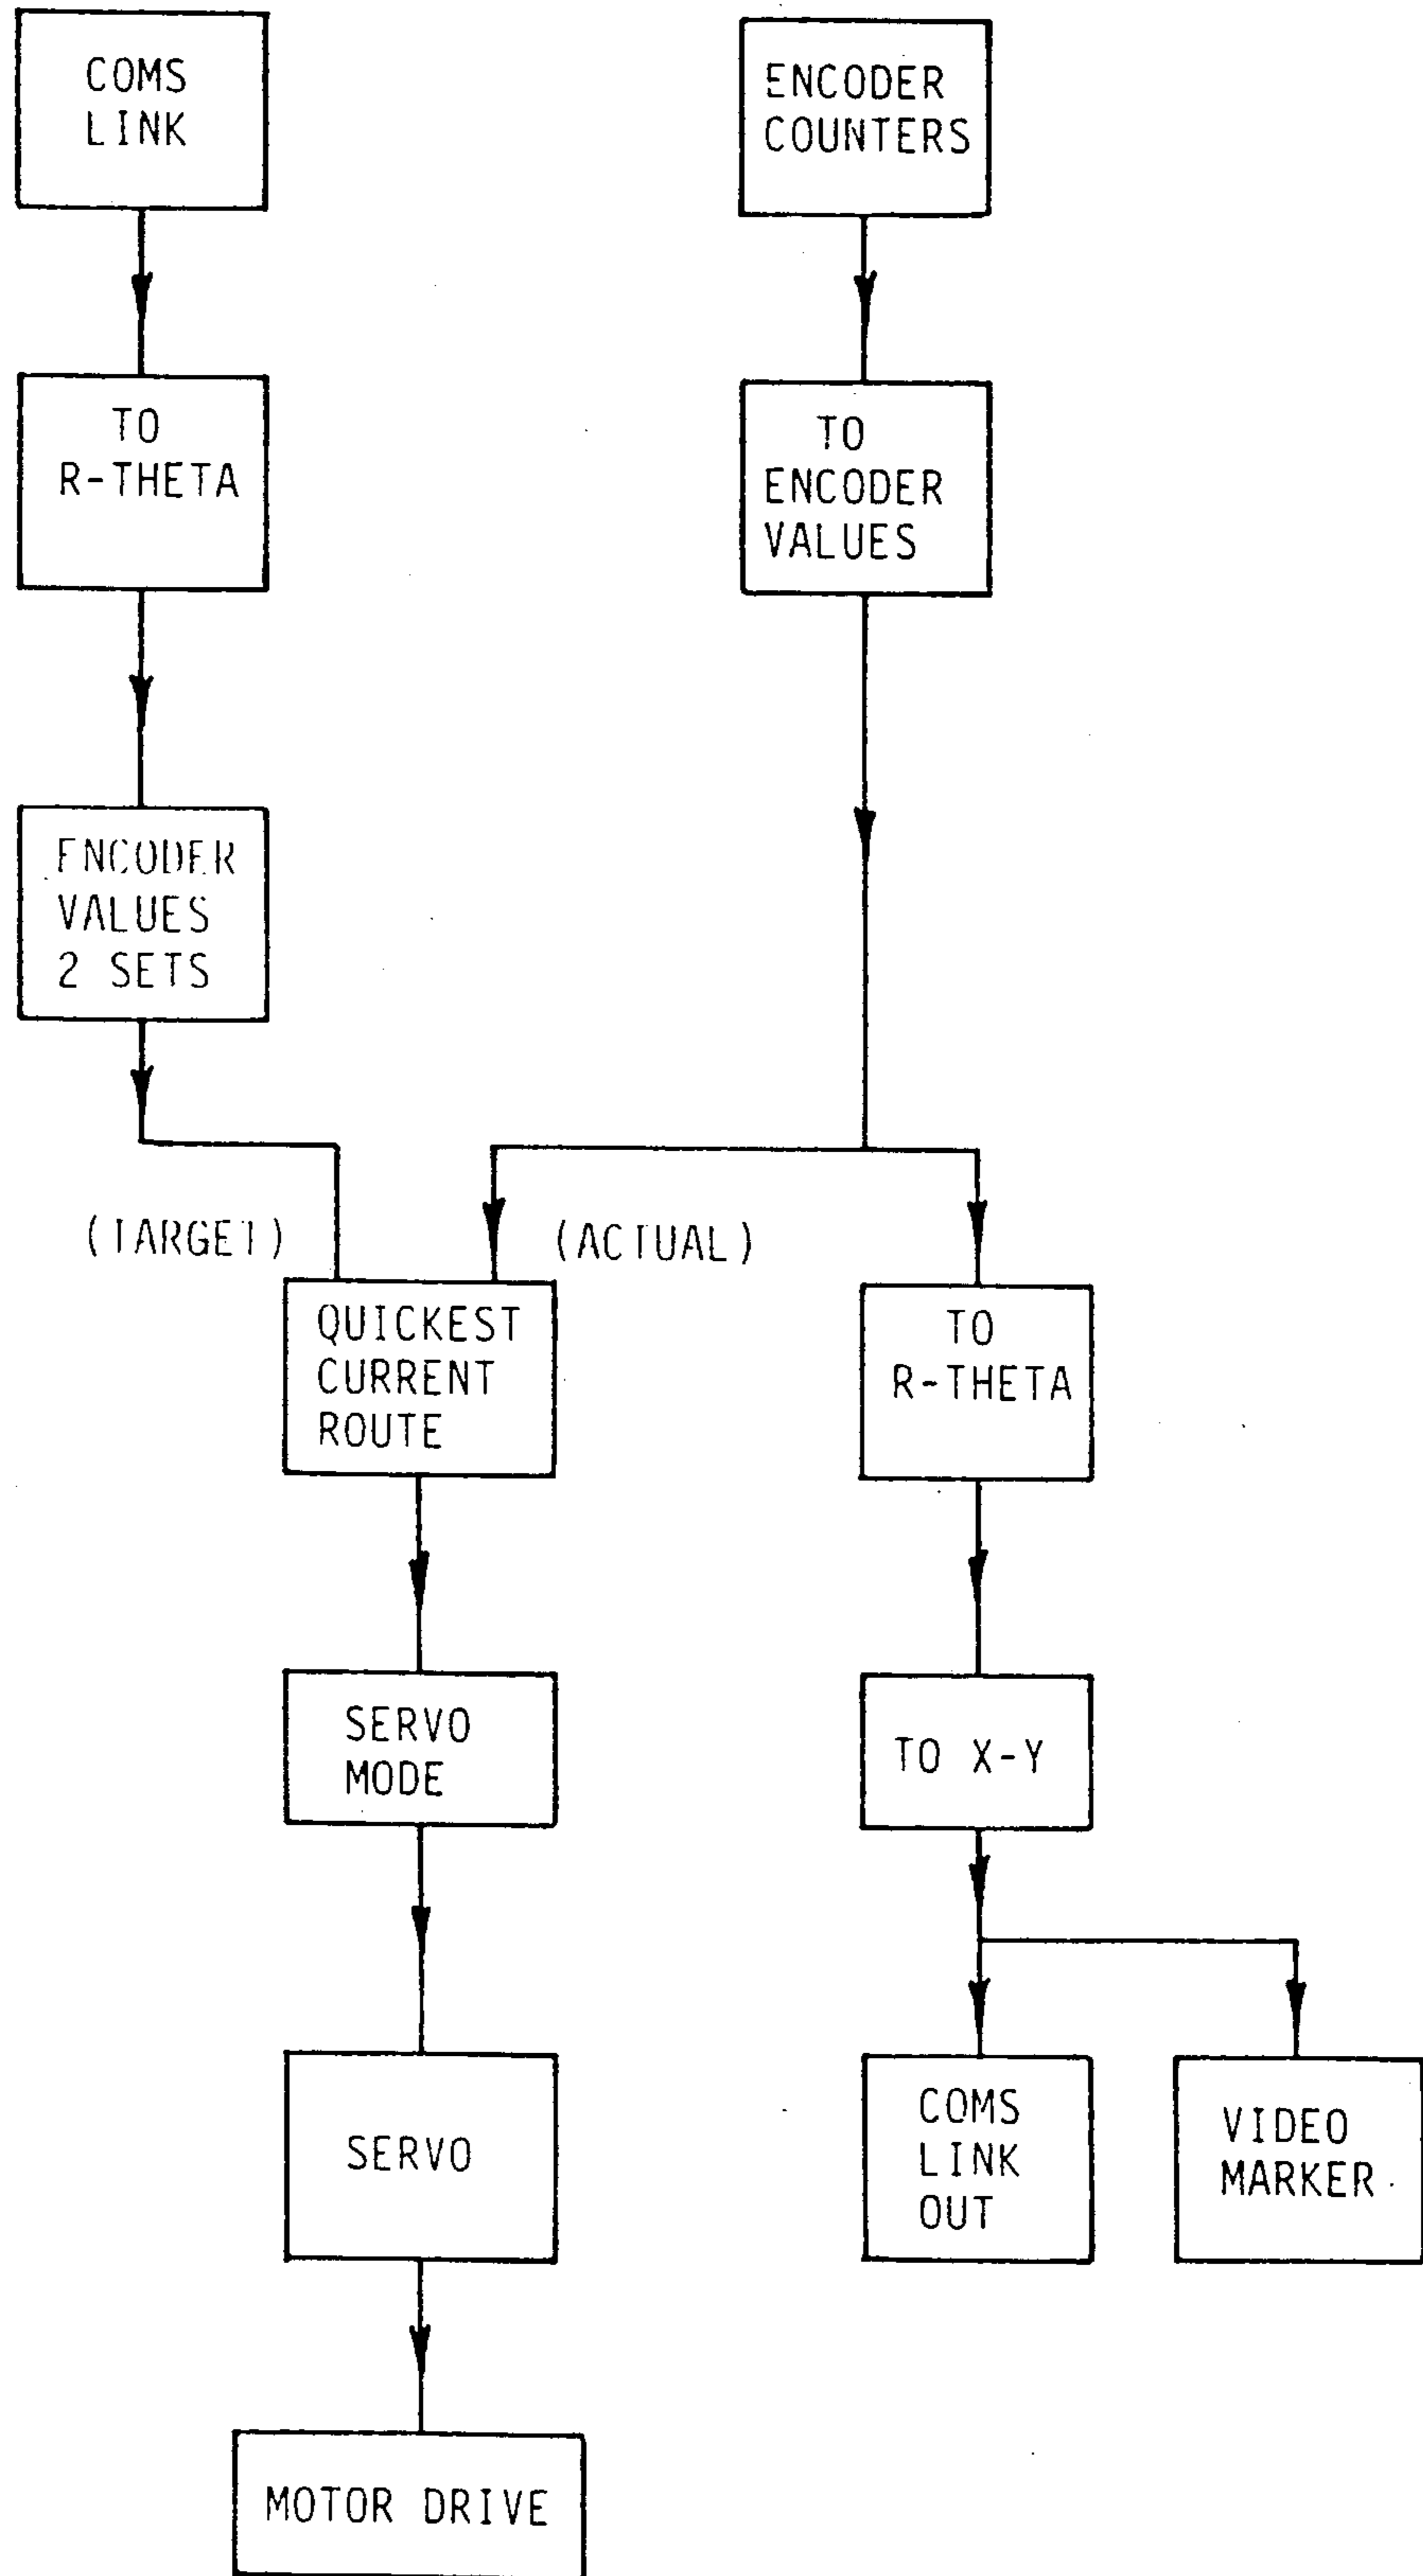 COMS
LINK
ENCODER
COUNTERS
TO
R-THETA
TO
ENCODER
VALUES
ENCODER
VALUES
2 SETS
(TARGET)
(ACTUAL)
QUICKEST
CURRENT
ROUTE
TO
R-THETA
SERVO
MODE
TO X-Y
SERVO
COMS
LINK
OUT
VIDEO
MARKER
MOTOR DRIVE